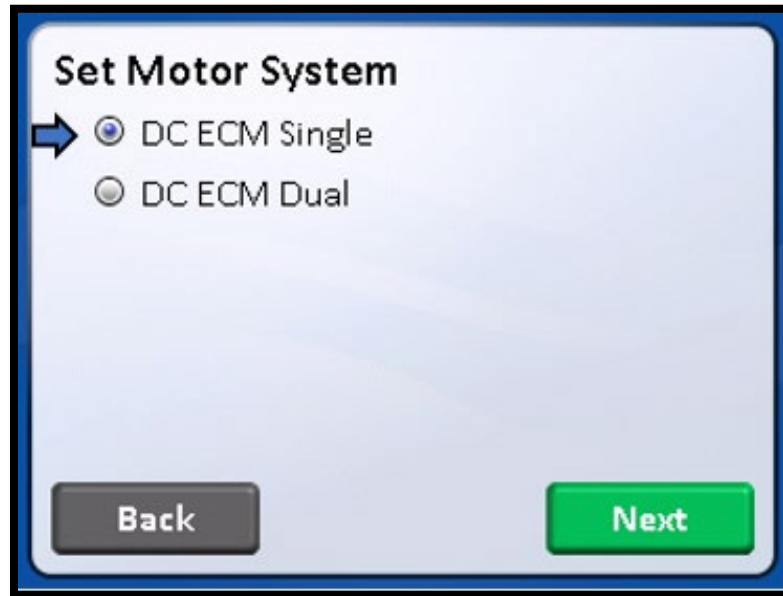 Set Motor System
DC ECM Single
DC ECM Dual
Back
Next